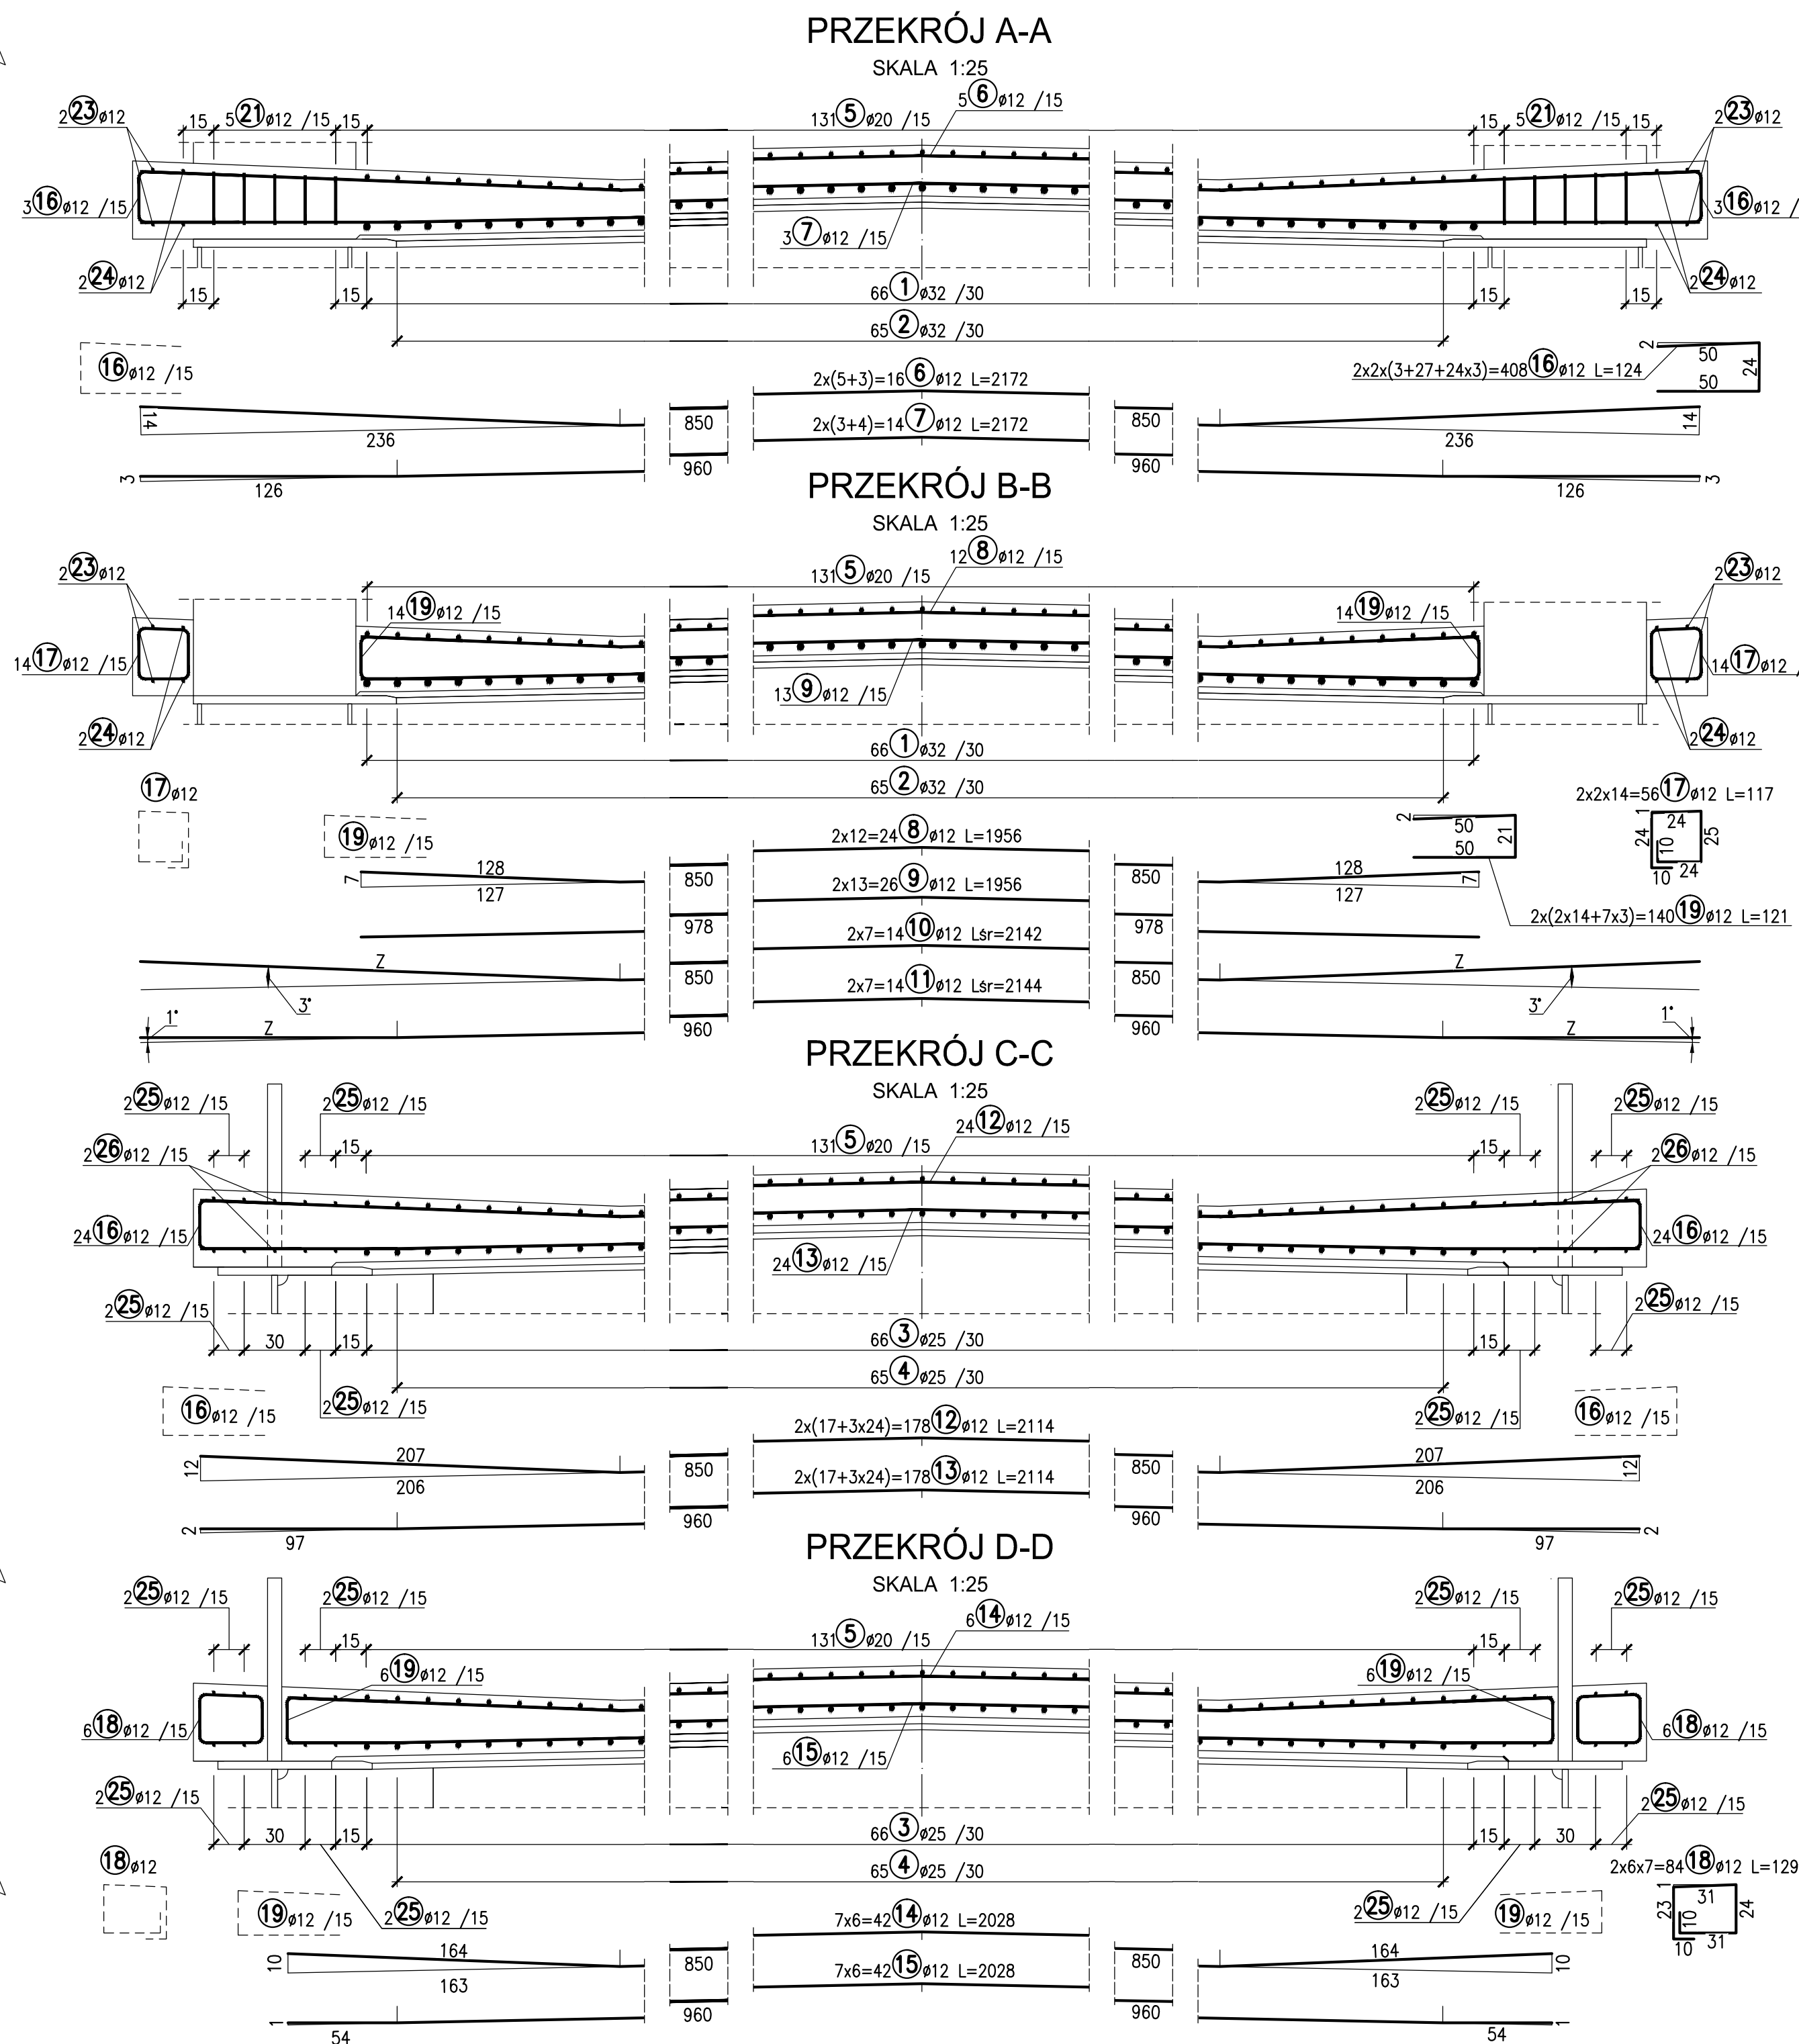 PRZEKRÓJ A-A
SKALA 1:25
2 23 ø12
15
5 21 ø12 /15
15
131 5 ø20 /15
5 6 ø12 /15
15
5 21 ø12 /15
15
2 23 ø12
3 16 ø12 /15
3 7 ø12 /15
3 16 ø12 /
2 24 ø12
15
15
66 1 ø32 /30
15
15
2 24 ø12
65 2 ø32 /30
16 ø12 /15
2x(5+3)=16 6 ø12 L=2172
2x2x(3+27+24x3)=408 16 ø12 L=124
2
50
24
50
14
236
850
2x(3+4)=14 7 ø12 L=2172
850
236
14
3
126
960
960
126
3
PRZEKRÓJ B-B
SKALA 1:25
2 23 ø12
131 5 ø20 /15
12 8 ø12 /15
2 23 ø12
14 19 ø12 /15
14 19 ø12 /15
14 17 ø12 /15
13 9 ø12 /15
14 17 ø12 /
2 24 ø12
66 1 ø32 /30
2 24 ø12
65 2 ø32 /30
17 ø12
19 ø12 /15
2x12=24 8 ø12 L=1956
2
50
21
50
2x2x14=56 17 ø12 L=117
1
24
24
10
25
24
10
7
128
127
850
2x13=26 9 ø12 L=1956
850
128
127
7
2x(2x14+7x3)=140 19 ø12 L=121
978
2x7=14 10 ø12 Lśr=2142
978
Z
3°
850
2x7=14 11 ø12 Lśr=2144
850
Z
3°
1°
Z
960
960
Z
1°
PRZEKRÓJ C-C
SKALA 1:25
2 25 ø12 /15
2 25 ø12 /15
2 25 ø12 /15
2 25 ø12 /15
2 26 ø12 /15
15
131 5 ø20 /15
24 12 ø12 /15
15
2 26 ø12 /15
24 16 ø12 /15
24 13 ø12 /15
24 16 ø12 /15
2 25 ø12 /15
30
15
66 3 ø25 /30
15
2 25 ø12 /15
65 4 ø25 /30
16 ø12 /15
2 25 ø12 /15
2 25 ø12 /15
16 ø12 /15
2x(17+3x24)=178 12 ø12 L=2114
12
207
206
850
2x(17+3x24)=178 13 ø12 L=2114
850
207
206
12
2
97
960
960
97
2
PRZEKRÓJ D-D
SKALA 1:25
2 25 ø12 /15
2 25 ø12 /15
2 25 ø12 /15
2 25 ø12 /15
15
131 5 ø20 /15
6 14 ø12 /15
15
6 19 ø12 /15
6 19 ø12 /15
6 18 ø12 /15
6 15 ø12 /15
6 18 ø12 /15
2 25 ø12 /15
2 25 ø12 /15
30
15
66 3 ø25 /30
15
30
65 4 ø25 /30
18 ø12
19 ø12 /15
2 25 ø12 /15
7x6=42 14 ø12 L=2028
2 25 ø12 /15
19 ø12 /15
2x6x7=84 18 ø12 L=129
1
31
23
10
24
31
10
10
164
163
850
7x6=42 15 ø12 L=2028
850
164
163
10
1
54
960
960
54
1